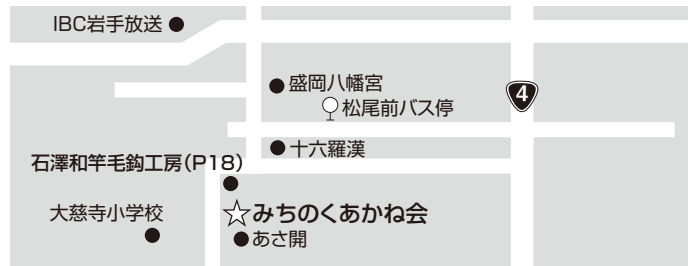 IBC岩手放送
盛岡八幡宮
松尾前バス停
4
十六羅漢
石澤和竿毛鈎工房(P18)
大慈寺小学校
みちのくあかね会
あさ開